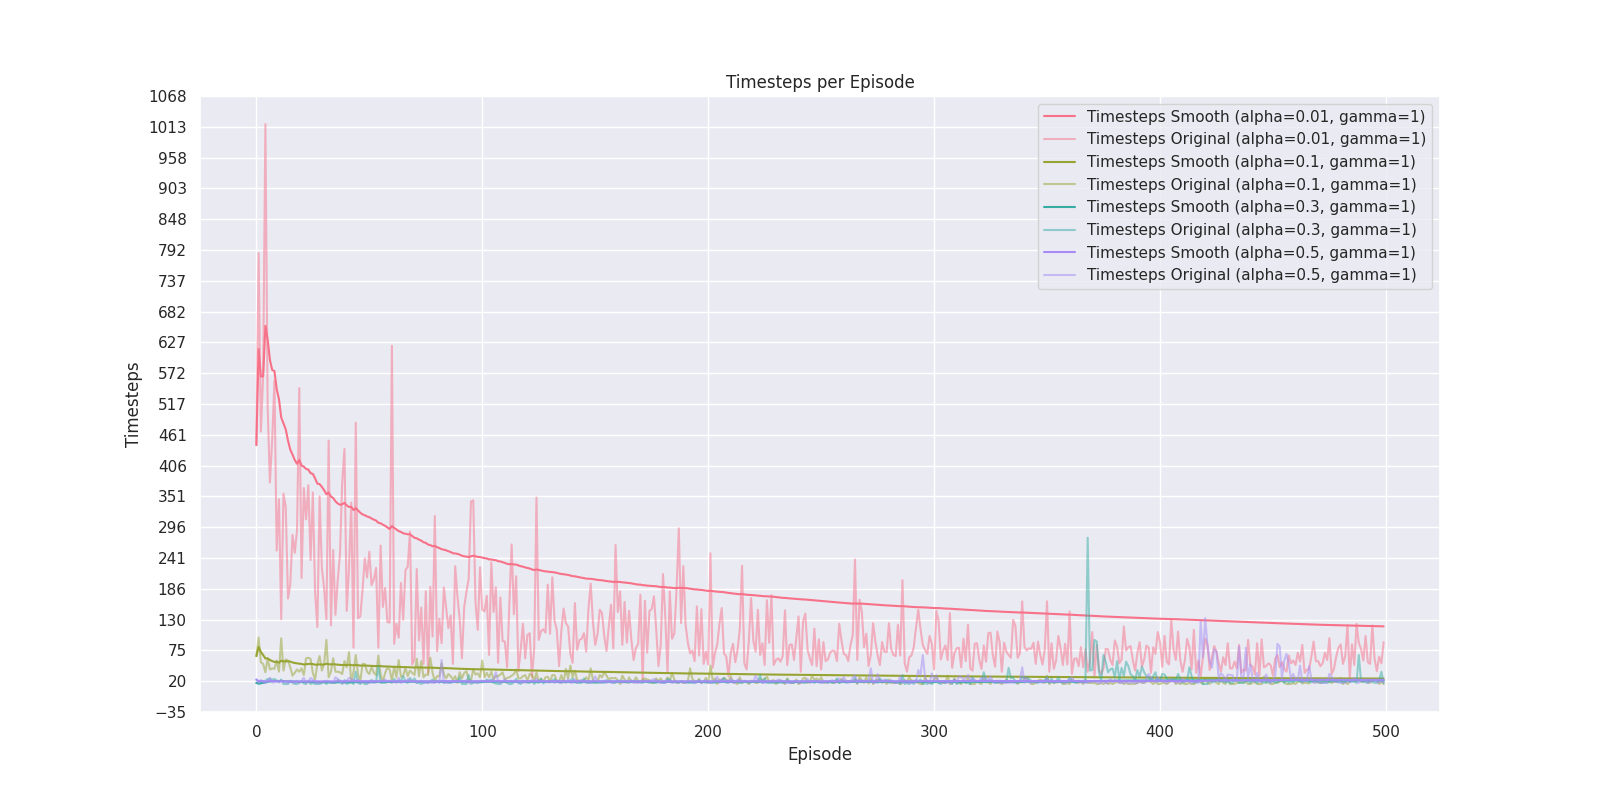 Timesteps per Episode
1068
1013
958
903
848
792
737
682
627
572
517
461
406
351
296
241
186
130
75
20
−35
Timesteps
Timesteps Smooth (alpha=0.01, gamma=1)
Timesteps Original (alpha=0.01, gamma=1)
Timesteps Smooth (alpha=0.1, gamma=1)
Timesteps Original (alpha=0.1, gamma=1)
Timesteps Smooth (alpha=0.3, gamma=1)
Timesteps Original (alpha=0.3, gamma=1)
Timesteps Smooth (alpha=0.5, gamma=1)
Timesteps Original (alpha=0.5, gamma=1)
0 100 200 300 400 500
Episode